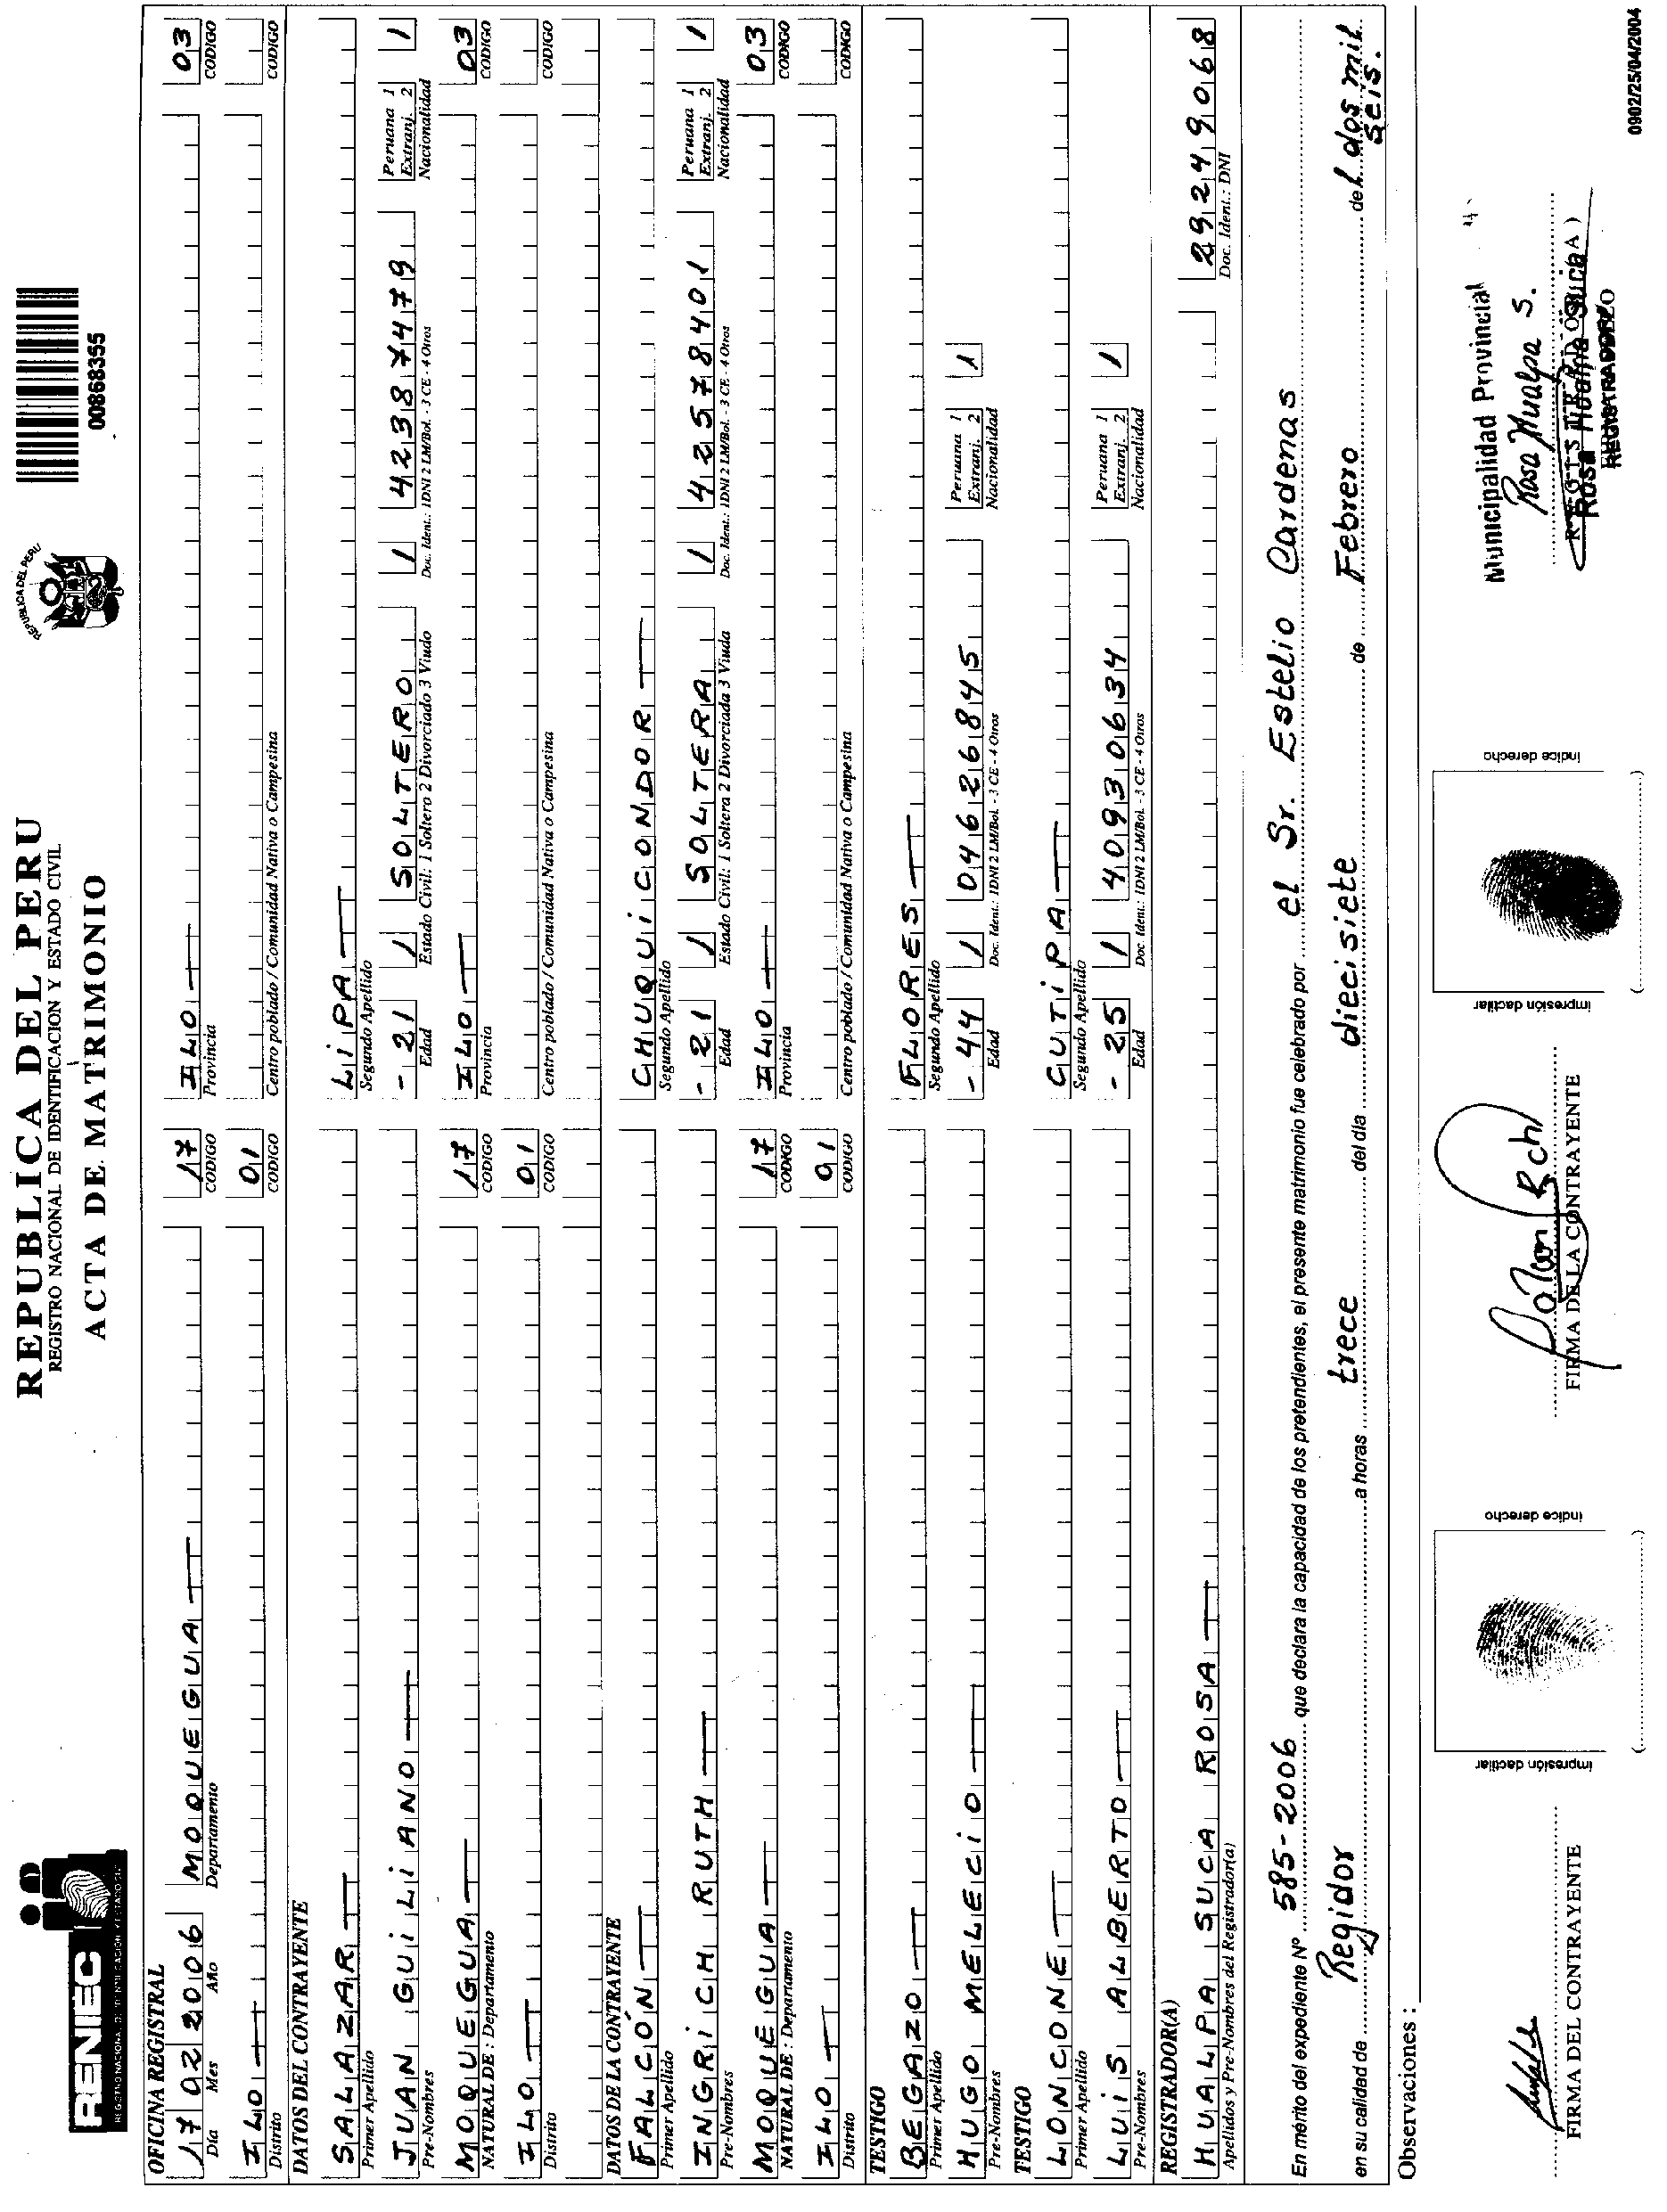 RENIEC
REGISTRO NACIONAL DE IDENTIFICACION Y ESTADO CIVIL
REPUBLICA DEL PERU
REGISTRO NACIONAL DE IDENTIFICACION Y ESTADO CIVIL
ACTA DE MATRIMONIO
REPUBLICA DEL PERU
00868355
OFICINA REGISTRAL
17 02 2006 MOQUEGUA 17 ILO 03
Día Mes Año Departamento CODIGO Provincia CODIGO
ILO 01
Distrito CODIGO Centro poblado / Comunidad Nativa o Campesina CODIGO
DATOS DEL CONTRAYENTE
SALAZAR LiPA
Primer Apellido Segundo Apellido
JUAN GUiLiANO - 21 1 SOLTERO 1 42387479 Peruana 1 Extranj. 2 1
Pre-Nombres Edad Estado Civil: 1 Soltero 2 Divorciado 3 Viudo Doc. Ident.: 1DNI 2 LM/Bol. - 3 CE - 4 Otros Nacionalidad
MOQUEGUA 17 ILO 03
NATURAL DE : Departamento CODIGO Provincia CODIGO
ILO 01
Distrito CODIGO Centro poblado / Comunidad Nativa o Campesina CODIGO
DATOS DE LA CONTRAYENTE
FALCÓN CHUQUiCONDOR
Primer Apellido Segundo Apellido
INGRiCH RUTH - 21 1 SOLTERA 1 42578401 Peruana 1 Extranj. 2 1
Pre-Nombres Edad Estado Civil: 1 Soltera 2 Divorciada 3 Viuda Doc. Ident.: 1DNI 2 LM/Bol. - 3 CE - 4 Otros Nacionalidad
MOQUEGUA 17 ILO 03
NATURAL DE : Departamento CODIGO Provincia CODIGO
ILO 01
Distrito CODIGO Centro poblado / Comunidad Nativa o Campesina CODIGO
TESTIGO
BEGAZO FLORES
Primer Apellido Segundo Apellido
HUGO MELECiO - 44 1 04626845 Peruana 1 Extranj. 2 1
Pre-Nombres Edad Doc. Ident.: 1DNI 2 LM/Bol. - 3 CE - 4 Otros Nacionalidad
TESTIGO
LONCONE CUTiPA
Primer Apellido Segundo Apellido
LUiS ALBERTO - 25 1 40930634 Peruana 1 Extranj. 2 1
Pre-Nombres Edad Doc. Ident.: 1DNI 2 LM/Bol. - 3 CE - 4 Otros Nacionalidad
REGISTRADOR(A)
HUALPA SUCA ROSA 29249068
Apellidos y Pre-Nombres del Registrador(a) Doc. Ident.: DNI
En mérito del expediente Nº 585-2006 que declara la capacidad de los pretendientes, el presente matrimonio fue celebrado por el Sr. Estelio Cardenas
en su calidad de Regidor a horas trece del día diecisiete de Febrero del dos mil seis.
Observaciones :
FIRMA DEL CONTRAYENTE
impresión dactilar
índice derecho
Falcon Rch
FIRMA DE LA CONTRAYENTE
impresión dactilar
índice derecho
Municipalidad Provincial
Rosa Hualpa S.
Rosa Hualpa Suca
0902/25/04/2004